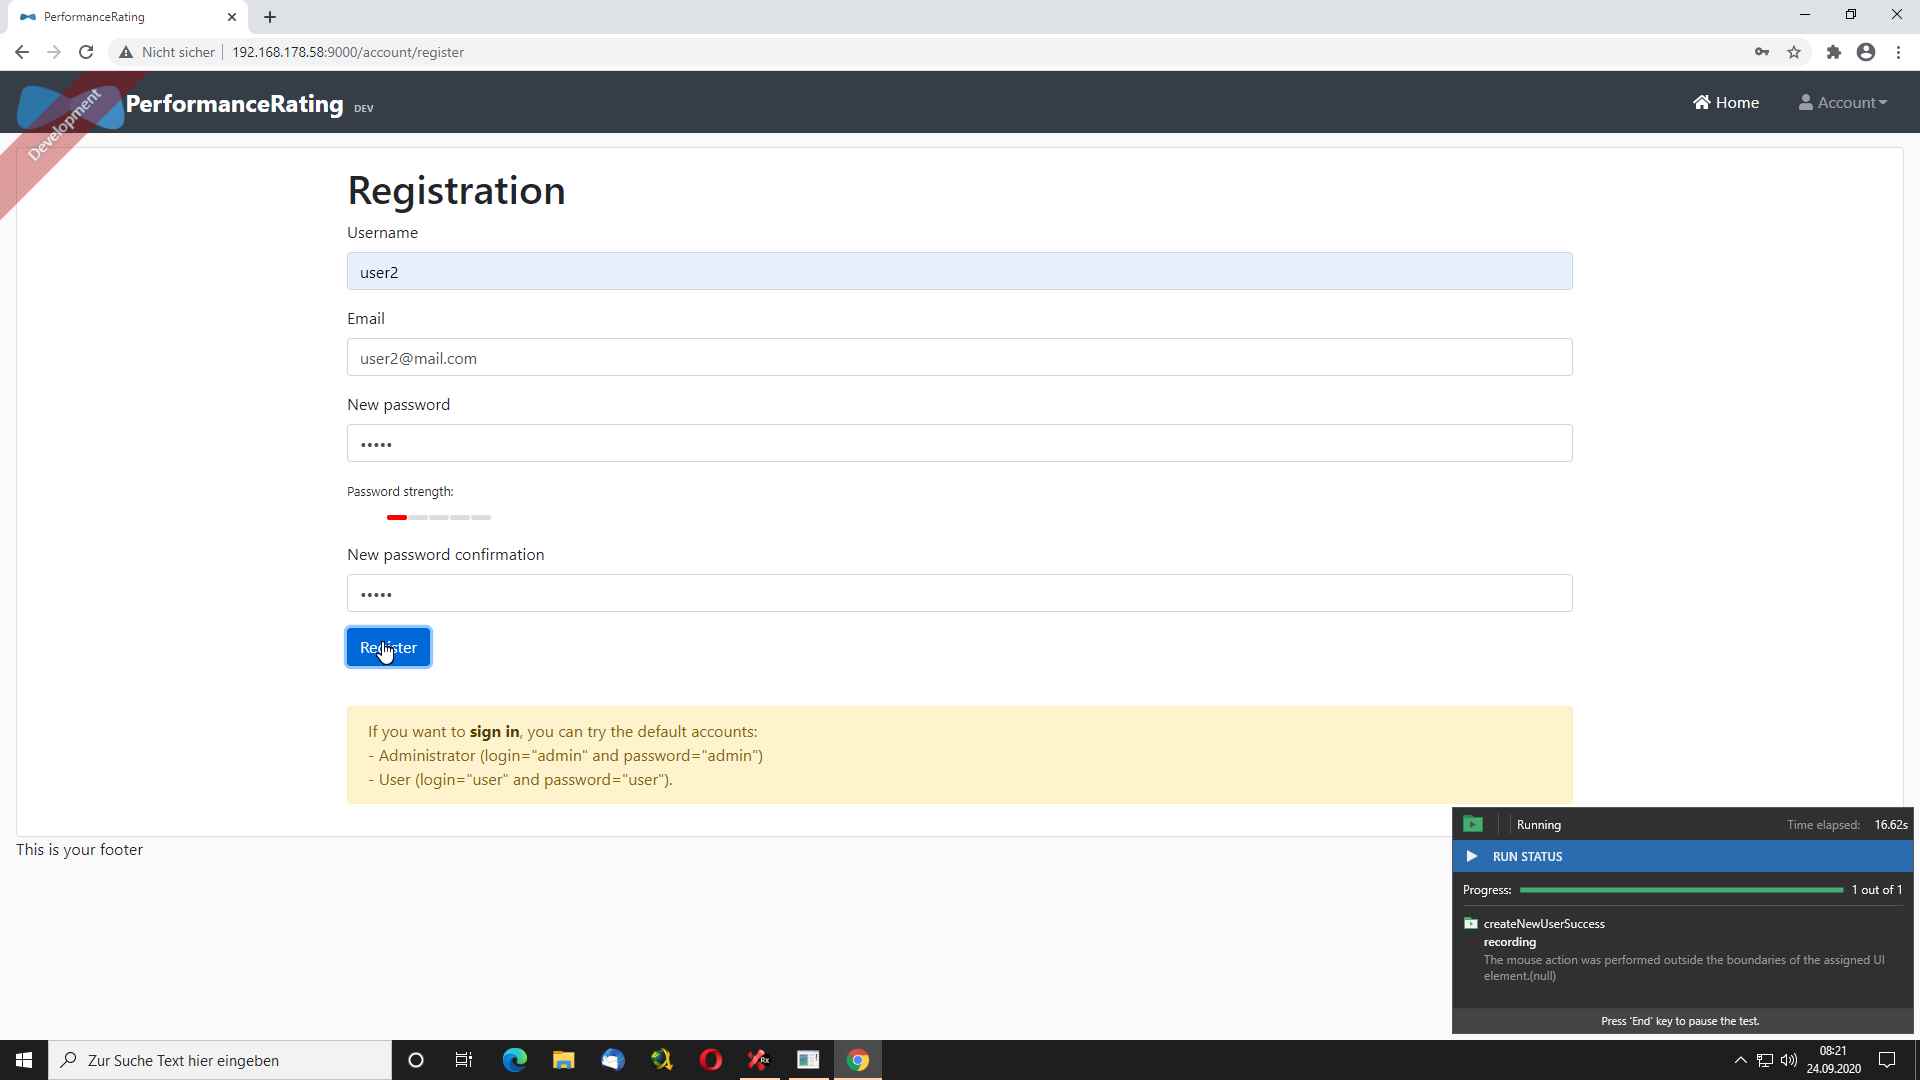 PerformanceRating
Nicht sicher
192.168.178.58:9000/account/register
Development
PerformanceRating DEV
Home
Account
Registration
Username
user2
Email
user2@mail.com
New password
•••••
Password strength:
New password confirmation
•••••
Register
If you want to sign in, you can try the default accounts:
- Administrator (login="admin" and password="admin")
- User (login="user" and password="user").
This is your footer
Running
Time elapsed: 16.62s
RUN STATUS
Progress: 1 out of 1
createNewUserSuccess
recording
The mouse action was performed outside the boundaries of the assigned UI
element.(null)
Press 'End' key to pause the test.
Zur Suche Text hier eingeben
Rx
08:21
24.09.2020